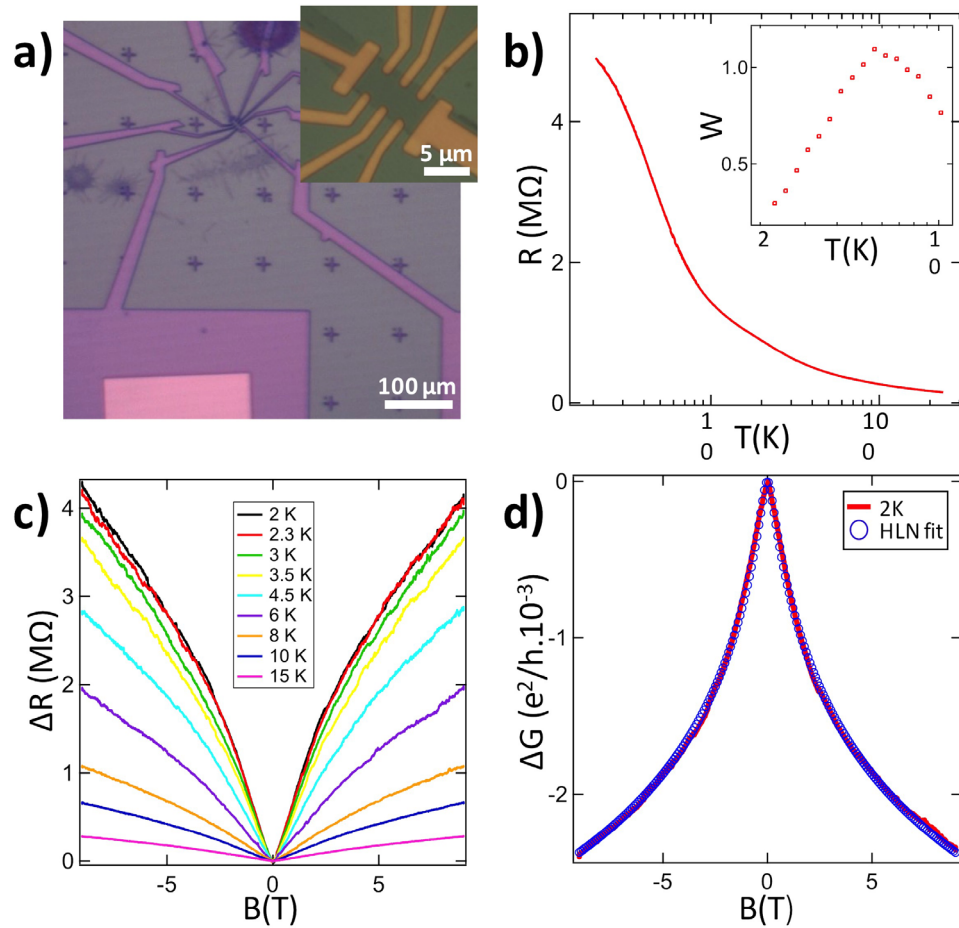 a)
5 µm
100 µm
b)
R (MΩ)
4
2
0
1
0
10
0
T(K)
W
1.0
0.5
2
1
0
T(K)
c)
ΔR (MΩ)
4
3
2
1
0
-5
0
5
B(T)
2 K
2.3 K
3 K
3.5 K
4.5 K
6 K
8 K
10 K
15 K
d)
ΔG (e²/h.10⁻³)
0
-1
-2
-5
0
5
B(T)
2K
HLN fit